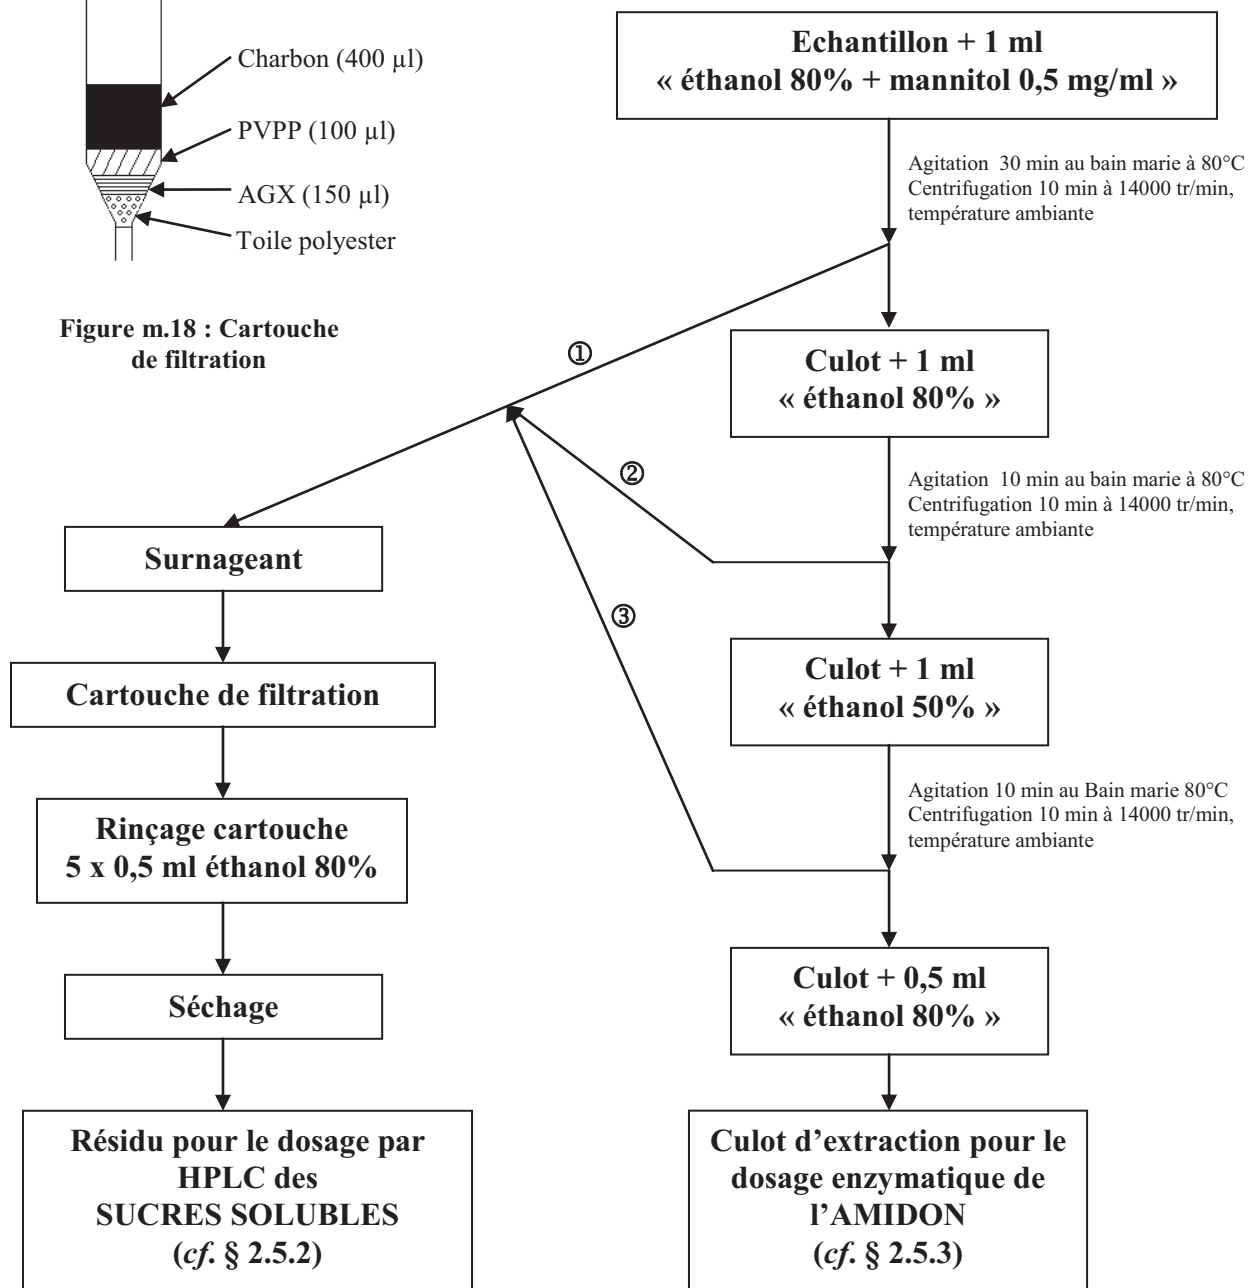 Charbon (400 µl)
PVPP (100 µl)
AGX (150 µl)
Toile polyester
Figure m.18 : Cartouche
de filtration
Echantillon + 1 ml
« éthanol 80% + mannitol 0,5 mg/ml »
Agitation 30 min au bain marie à 80°C
Centrifugation 10 min à 14000 tr/min,
température ambiante
①
Culot + 1 ml
« éthanol 80% »
Agitation 10 min au bain marie à 80°C
Centrifugation 10 min à 14000 tr/min,
température ambiante
②
Surnageant
③
Culot + 1 ml
« éthanol 50% »
Cartouche de filtration
Agitation 10 min au Bain marie 80°C
Centrifugation 10 min à 14000 tr/min,
température ambiante
Rinçage cartouche
5 x 0,5 ml éthanol 80%
Culot + 0,5 ml
« éthanol 80% »
Séchage
Résidu pour le dosage par
HPLC des
SUCRES SOLUBLES
(cf. § 2.5.2)
Culot d’extraction pour le
dosage enzymatique de
l’AMIDON
(cf. § 2.5.3)